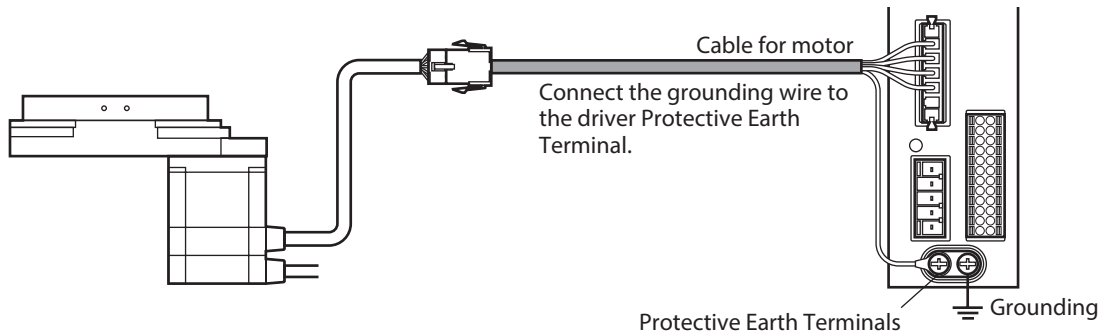 Cable for motor
Connect the grounding wire to
the driver Protective Earth
Terminal.
Grounding
Protective Earth Terminals